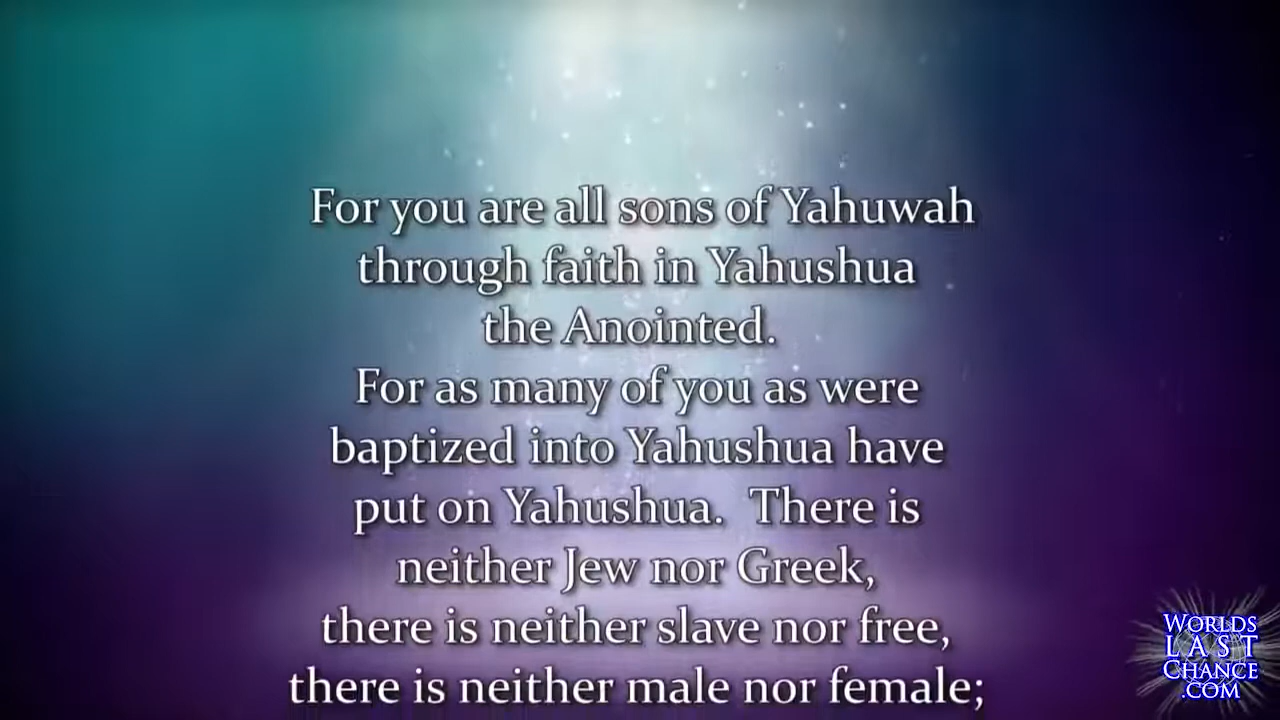 For you are all sons of Yahuwah
through faith in Yahushua
the Anointed.
For as many of you as were
baptized into Yahushua have
put on Yahushua.  There is
neither Jew nor Greek,
there is neither slave nor free,
there is neither male nor female;
WORLDS
LAST
CHANCE
.COM